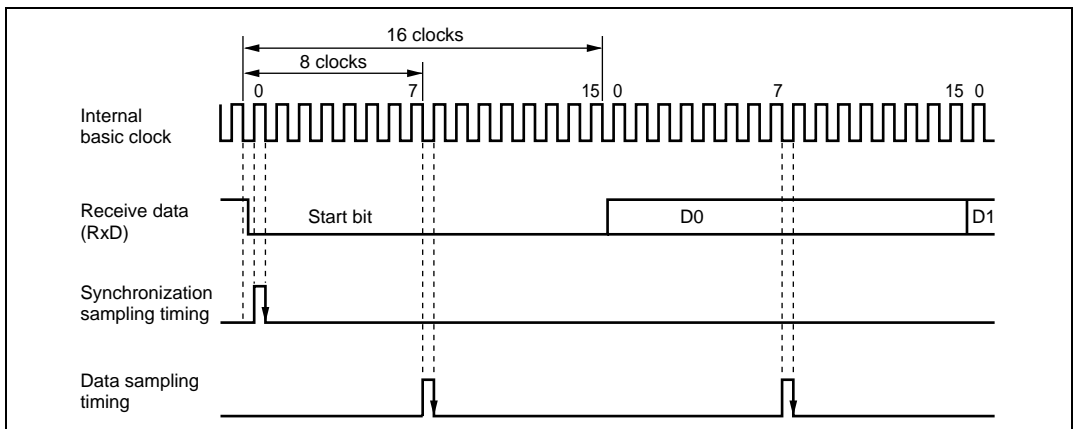 16 clocks
8 clocks
0 7 15 0 7 15 0
Internal
basic clock
Receive data
(RxD)
Start bit D0 D1
Synchronization
sampling timing
Data sampling
timing